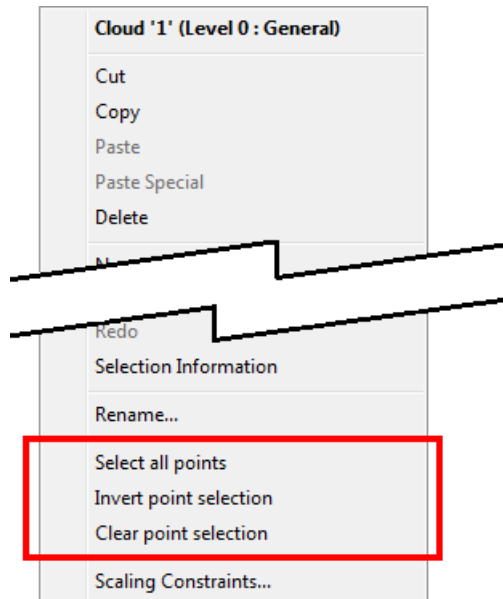 Cloud '1' (Level 0 : General)
Cut
Copy
Paste
Paste Special
Delete
Redo
Selection Information
Rename...
Select all points
Invert point selection
Clear point selection
Scaling Constraints...